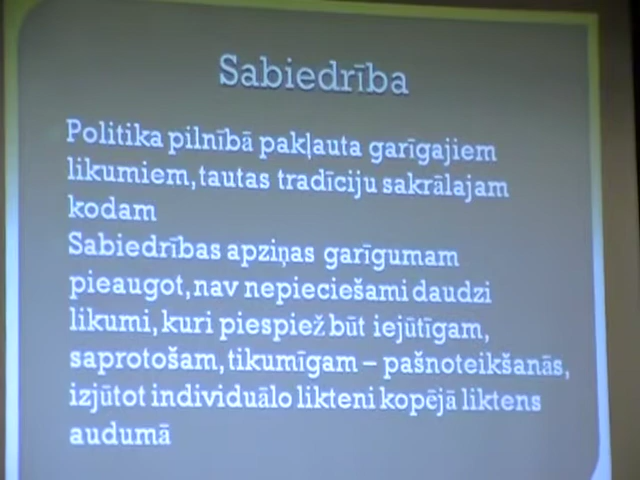 Sabiedrība
Politika pilnībā pakļauta garīgajiem
likumiem, tautas tradīciju sakrālajam
kodam
Sabiedrības apziņas garīgumam
pieaugot, nav nepieciešami daudzi
likumi, kuri piespiež būt iejūtīgam,
saprotošam, tikumīgam – pašnoteikšanās,
izjūtot individuālo likteni kopējā liktens
audumā